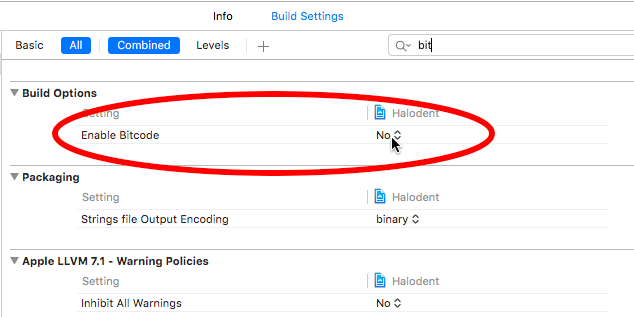 Info Build Settings
Basic All Combined Levels + bit
Build Options
Setting Halodent
Enable Bitcode No
Packaging
Setting Halodent
Strings file Output Encoding binary
Apple LLVM 7.1 - Warning Policies
Setting Halodent
Inhibit All Warnings No